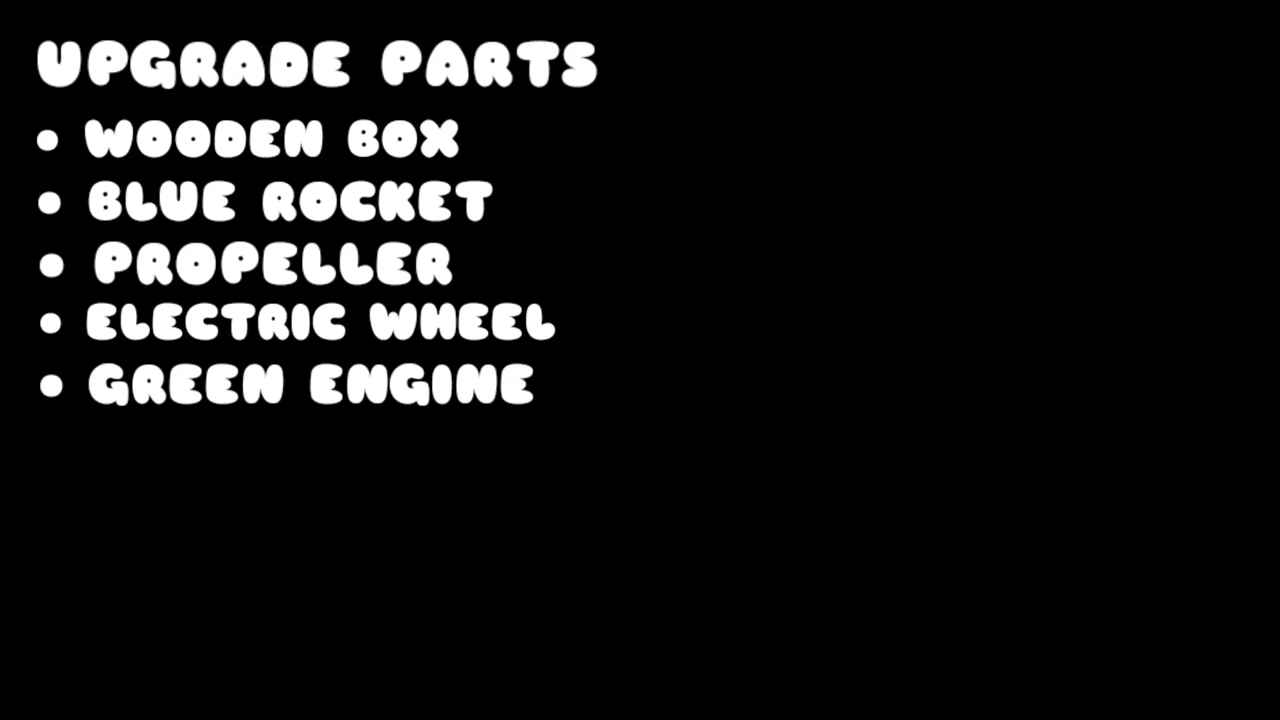 UPGRADE PARTS
• WOODEN BOX
• BLUE ROCKET
• PROPELLER
• ELECTRIC WHEEL
• GREEN ENGINE